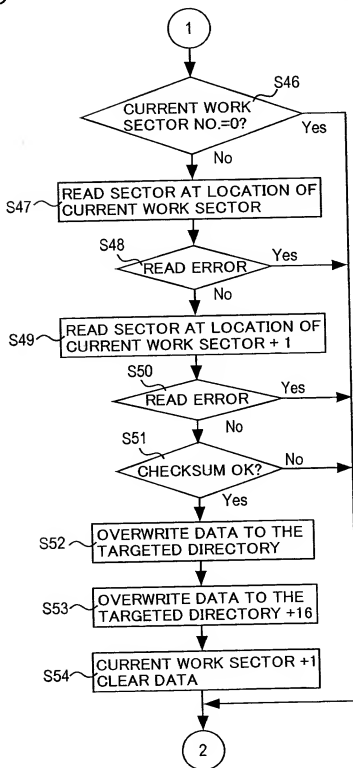 1
S46
CURRENT WORK
SECTOR NO.=0?
Yes
No
S47
READ SECTOR AT LOCATION OF
CURRENT WORK SECTOR
S48
READ ERROR
Yes
No
S49
READ SECTOR AT LOCATION OF
CURRENT WORK SECTOR + 1
S50
READ ERROR
Yes
No
S51
CHECKSUM OK?
No
Yes
S52
OVERWRITE DATA TO THE
TARGETED DIRECTORY
S53
OVERWRITE DATA TO THE
TARGETED DIRECTORY +16
S54
CURRENT WORK SECTOR +1
CLEAR DATA
2